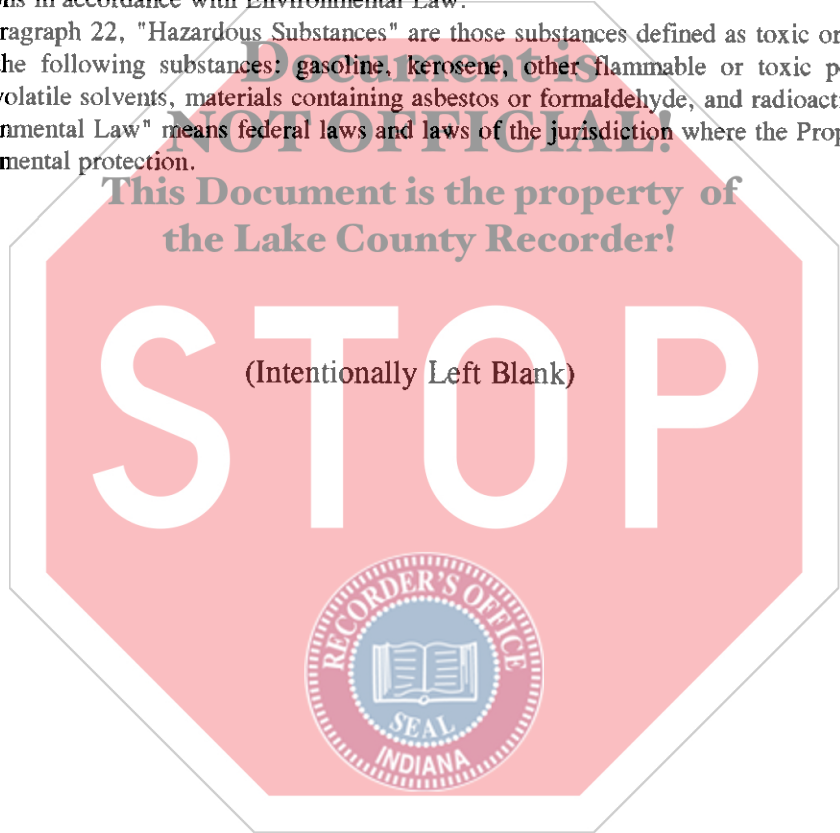 ns in accordance with Environmental Law.
ragraph 22, "Hazardous Substances" are those substances defined as toxic or
he following substances: gasoline, kerosene, other flammable or toxic p
volatile solvents, materials containing asbestos or formaldehyde, and radioact
nmental Law" means federal laws and laws of the jurisdiction where the Prop
mental protection.
Document is
NOT OFFICIAL!
This Document is the property of
the Lake County Recorder!
(Intentionally Left Blank)
STOP
RECORDER'S OFFICE
SEAL
INDIANA